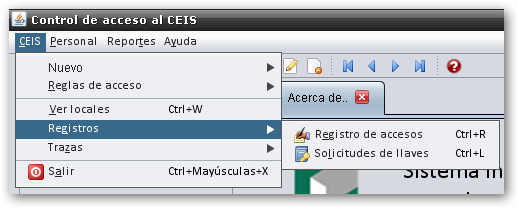 Control de acceso al CEIS
CEIS Personal Reportes Ayuda
Nuevo
Reglas de acceso
Acerca de..
Ver locales Ctrl+W
Registros
Registro de accesos Ctrl+R
Trazas
Solicitudes de llaves Ctrl+L
Salir Ctrl+Mayúsculas+X
Sistema in